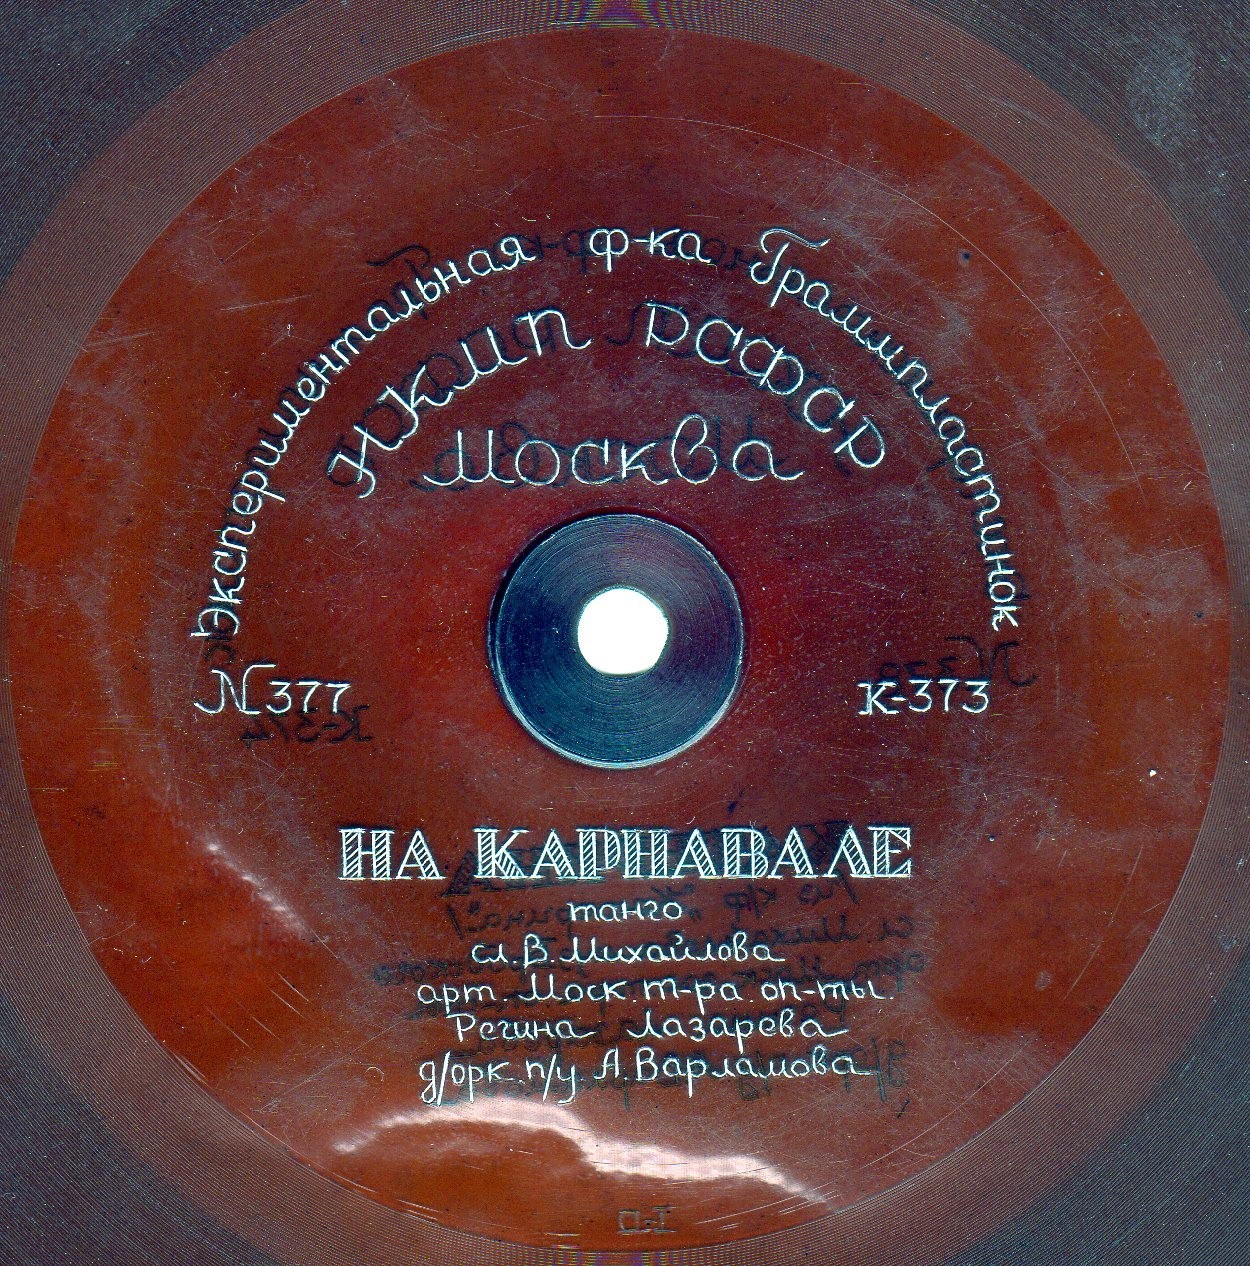 Экспериментальная ф-ка Граммпластинок
НКМП РСФСР
Москва
№377 К-373
НА КАРНАВАЛЕ
танго
сл. В. Михайлова
арт. Моск. т-ра. оп-ты.
Регина Лазарева
д/орк. п/у. А. Варламова